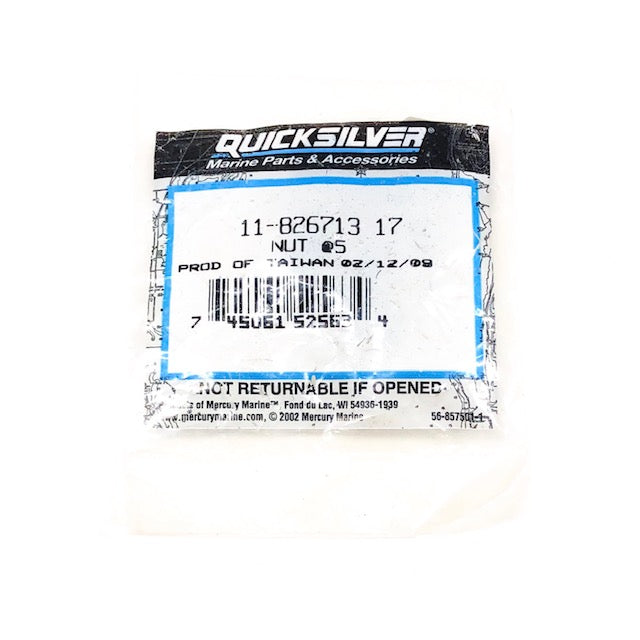 QUICKSILVER®
Marine Parts & Accessories
11-826713 17
NUT @5
PROD OF TAIWAN 02/12/08
7 45061 52563 4
NOT RETURNABLE IF OPENED
of Mercury Marine™ Fond du Lac, WI 54936-1939
www.mercurymarine.com, © 2002 Mercury Marine
56-857501-1